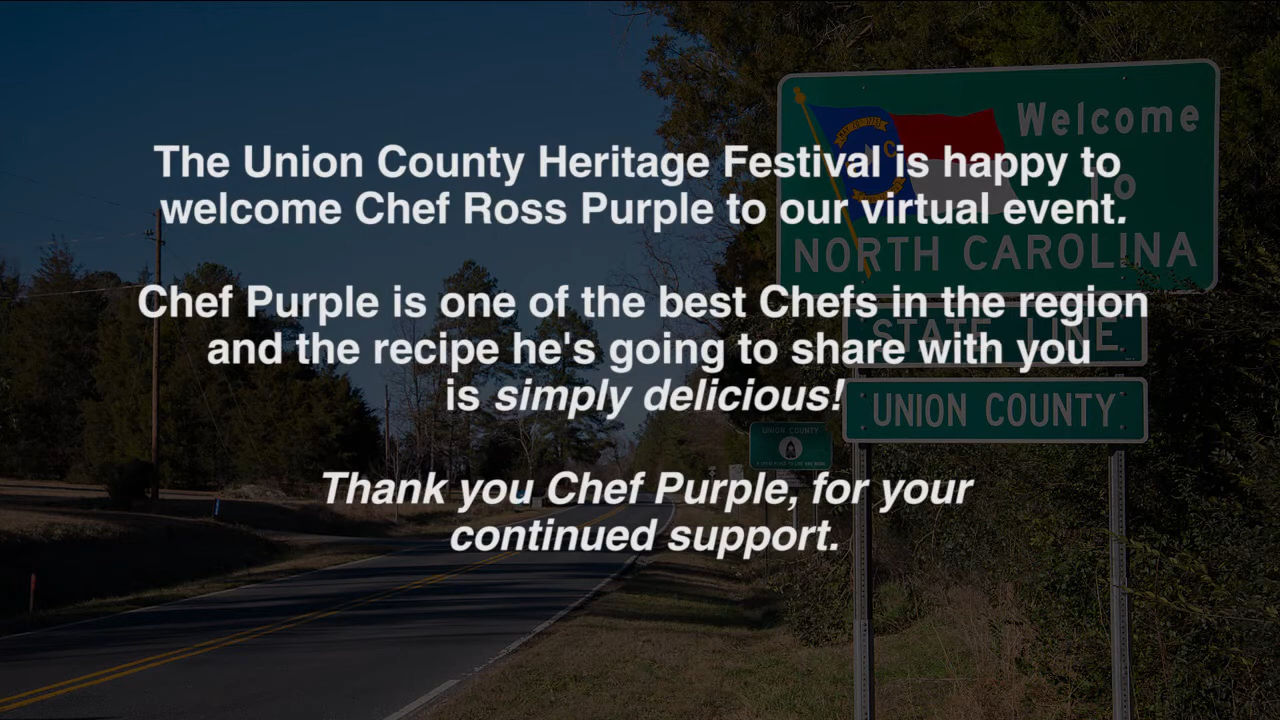 The Union County Heritage Festival is happy to
welcome Chef Ross Purple to our virtual event.
Chef Purple is one of the best Chefs in the region
and the recipe he's going to share with you
is simply delicious!
Thank you Chef Purple, for your
continued support.
Welcome
To
NORTH CAROLINA
STATE LINE
UNION COUNTY
UNION COUNTY